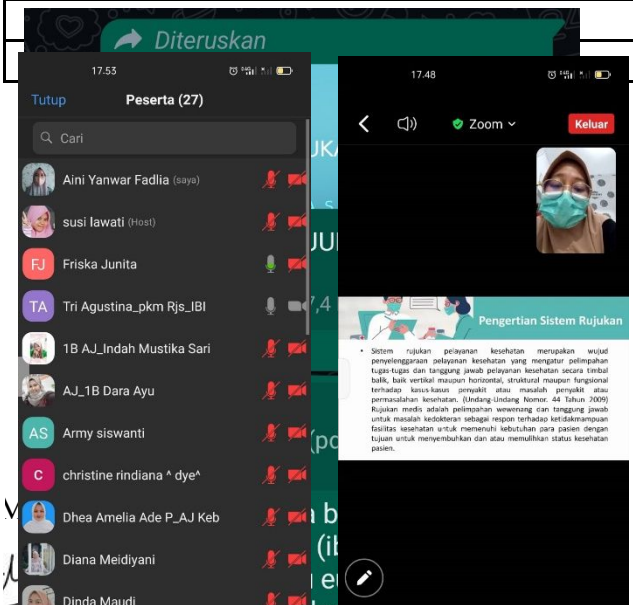 Diteruskan
17.53
Tutup
Peserta (27)
Cari
Aini Yanwar Fadlia (saya)
susi lawati (Host)
FJ
Friska Junita
TA
Tri Agustina_pkm Rjs_IBI
1B AJ_Indah Mustika Sari
AJ_1B Dara Ayu
AS
Army siswanti
C
christine rindiana ^ dye^
Dhea Amelia Ade P_AJ Keb
Diana Meidiyani
Dinda Maudi
17.48
Zoom
Keluar
Pengertian Sistem Rujukan
• Sistem rujukan pelayanan kesehatan merupakan wujud
penyelenggaraan pelayanan kesehatan yang mengatur pelimpahan
tugas-tugas dan tanggung jawab pelayanan kesehatan secara timbal
balik, baik vertikal maupun horizontal, struktural maupun fungsional
terhadap kasus-kasus penyakit atau masalah penyakit atau
permasalahan kesehatan. (Undang-Undang Nomor. 44 Tahun 2009)
Rujukan medis adalah pelimpahan wewenang dan tanggung jawab
untuk masalah kedokteran sebagai respon terhadap ketidakmampuan
fasilitas kesehatan untuk memenuhi kebutuhan para pasien dengan
tujuan untuk menyembuhkan dan atau memulihkan status kesehatan
pasien.